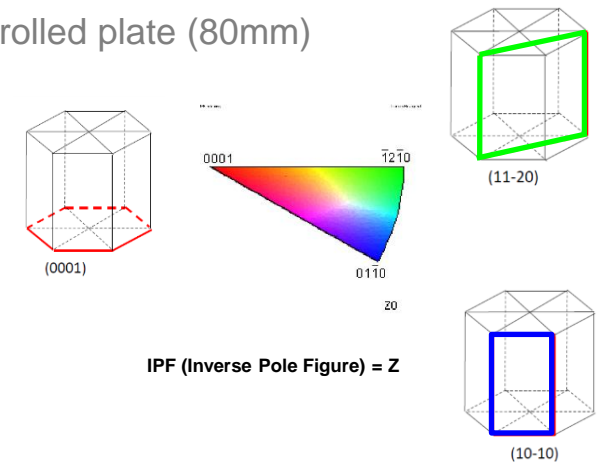 rolled plate (80mm)
(11-20)
0001
1̅21̅0
(0001)
011̅0
Z0
IPF (Inverse Pole Figure) = Z
(10-10)